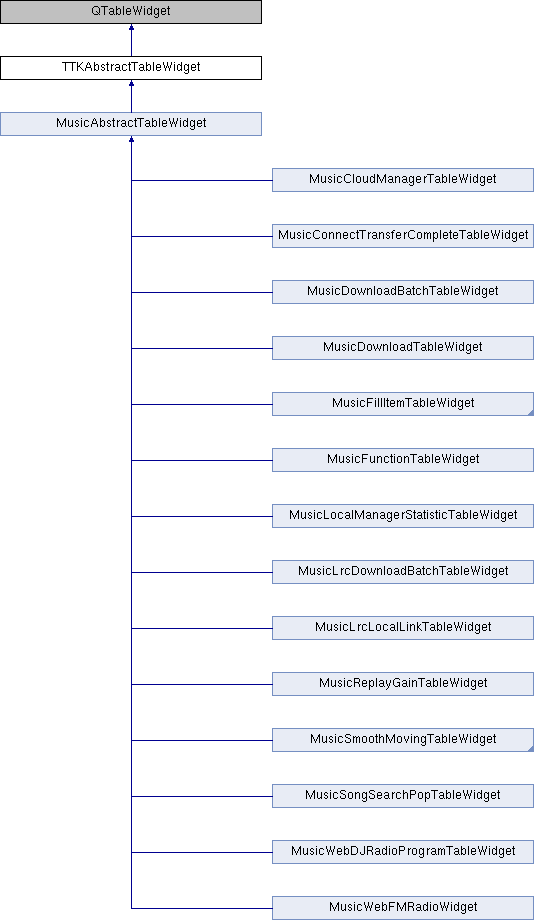 QTableWidget
TTKAbstractTableWidget
MusicAbstractTableWidget
MusicCloudManagerTableWidget
MusicConnectTransferCompleteTableWidget
MusicDownloadBatchTableWidget
MusicDownloadTableWidget
MusicFillItemTableWidget
MusicFunctionTableWidget
MusicLocalManagerStatisticTableWidget
MusicLrcDownloadBatchTableWidget
MusicLrcLocalLinkTableWidget
MusicReplayGainTableWidget
MusicSmoothMovingTableWidget
MusicSongSearchPopTableWidget
MusicWebDJRadioProgramTableWidget
MusicWebFMRadioWidget